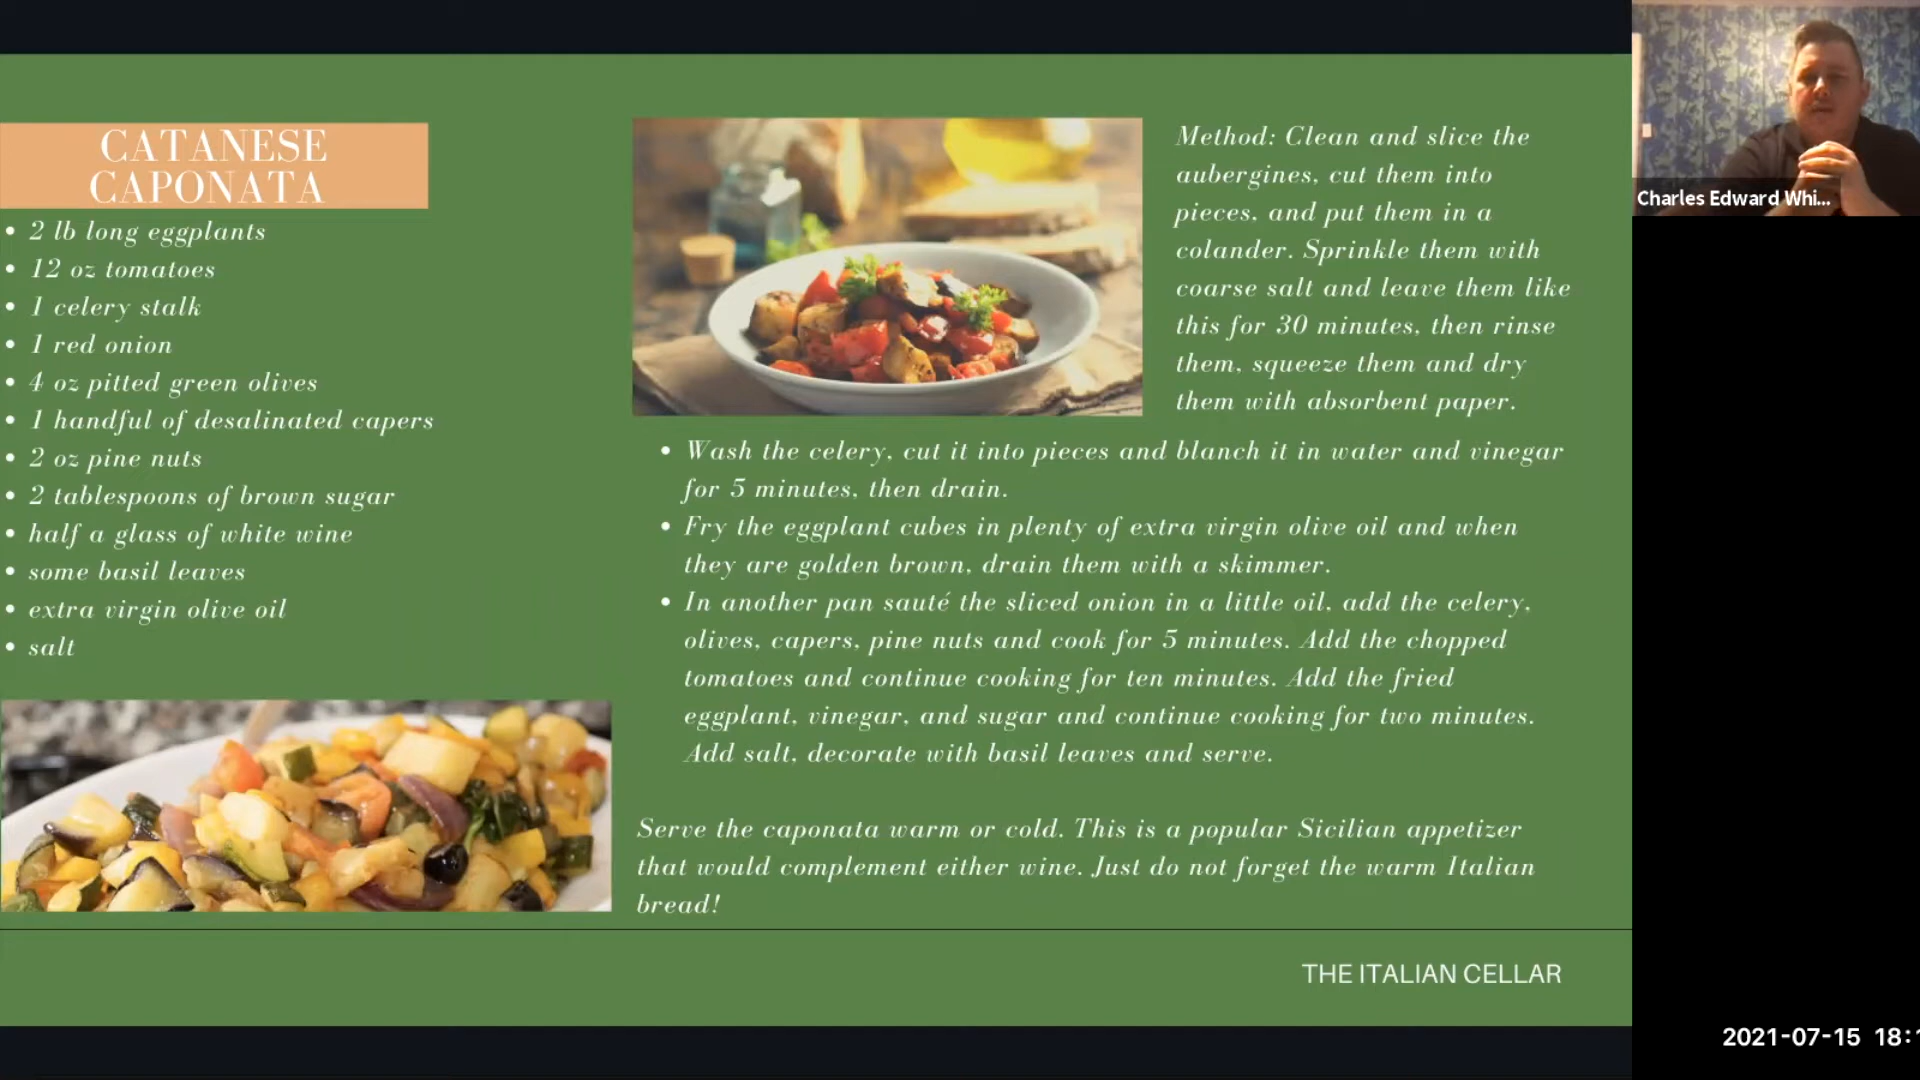 CATANESE
CAPONATA
• 2 lb long eggplants
• 12 oz tomatoes
• 1 celery stalk
• 1 red onion
• 4 oz pitted green olives
• 1 handful of desalinated capers
• 2 oz pine nuts
• 2 tablespoons of brown sugar
• half a glass of white wine
• some basil leaves
• extra virgin olive oil
• salt
Method: Clean and slice the
aubergines, cut them into
pieces, and put them in a
colander. Sprinkle them with
coarse salt and leave them like
this for 30 minutes, then rinse
them, squeeze them and dry
them with absorbent paper.
• Wash the celery, cut it into pieces and blanch it in water and vinegar
for 5 minutes, then drain.
• Fry the eggplant cubes in plenty of extra virgin olive oil and when
they are golden brown, drain them with a skimmer.
• In another pan sauté the sliced onion in a little oil, add the celery,
olives, capers, pine nuts and cook for 5 minutes. Add the chopped
tomatoes and continue cooking for ten minutes. Add the fried
eggplant, vinegar, and sugar and continue cooking for two minutes.
Add salt, decorate with basil leaves and serve.
Serve the caponata warm or cold. This is a popular Sicilian appetizer
that would complement either wine. Just do not forget the warm Italian
bread!
THE ITALIAN CELLAR
Charles Edward Whi...
2021-07-15 18:1